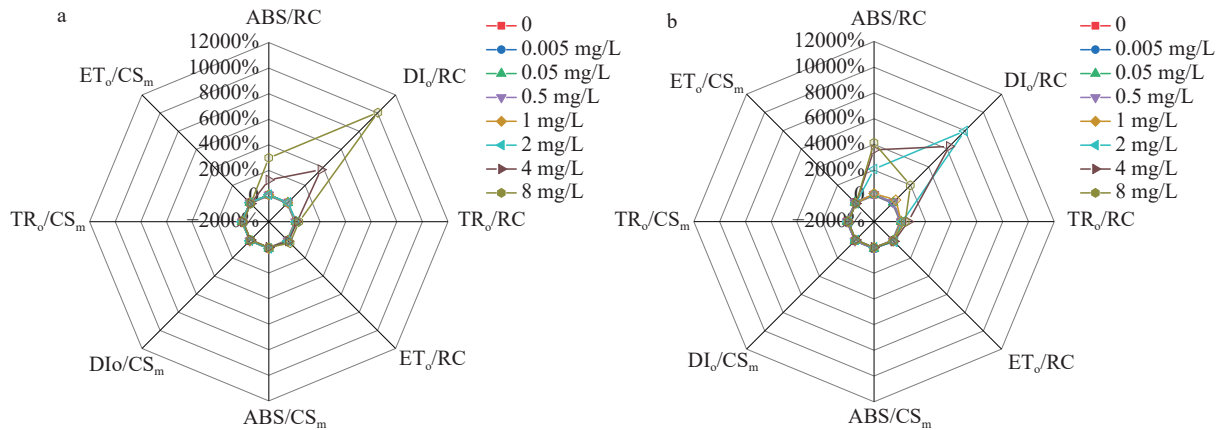 a
ABS/RC
12000%
10000%
8000%
6000%
4000%
2000%
0
−2000%
DIₒ/RC
TRₒ/RC
ETₒ/RC
ABS/CSₘ
DIo/CSₘ
TRₒ/CSₘ
ETₒ/CSₘ
0
0.005 mg/L
0.05 mg/L
0.5 mg/L
1 mg/L
2 mg/L
4 mg/L
8 mg/L
b
ABS/RC
12000%
10000%
8000%
6000%
4000%
2000%
0
−2000%
DIₒ/RC
TRₒ/RC
ETₒ/RC
ABS/CSₘ
DIₒ/CSₘ
TRₒ/CSₘ
ETₒ/CSₘ
0
0.005 mg/L
0.05 mg/L
0.5 mg/L
1 mg/L
2 mg/L
4 mg/L
8 mg/L